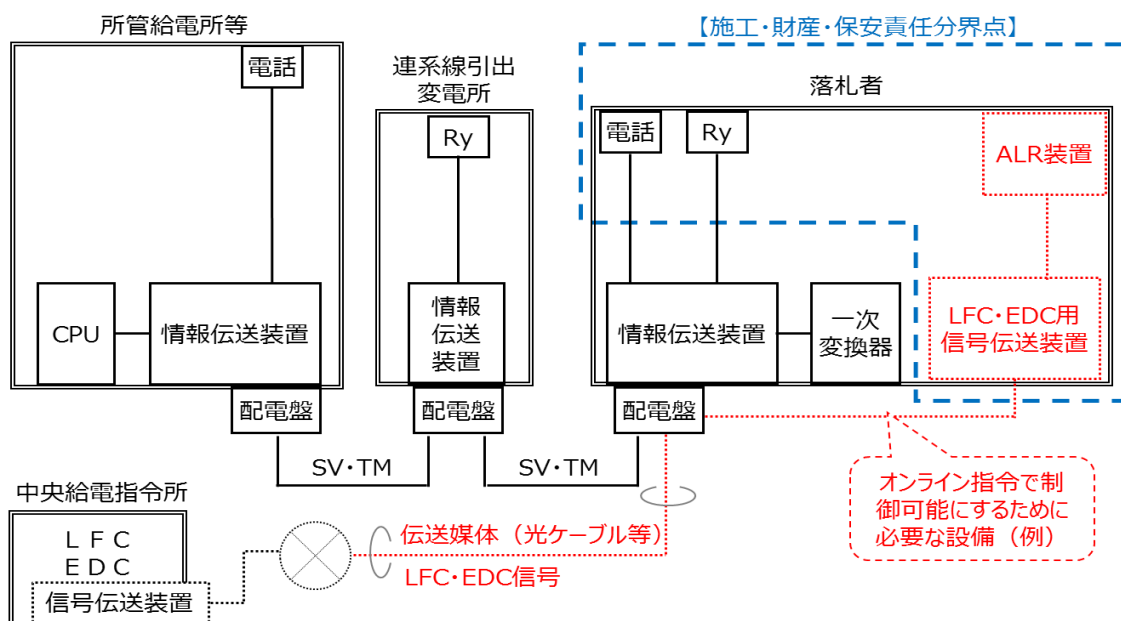 所管給電所等
電話
CPU
情報伝送装置
配電盤
連系線引出
変電所
Ry
情報
伝送
装置
配電盤
【施工・財産・保安責任分界点】
落札者
電話
Ry
ALR装置
情報伝送装置
一次
変換器
LFC・EDC用
信号伝送装置
配電盤
SV・TM
SV・TM
オンライン指令で制
御可能にするために
必要な設備（例）
中央給電指令所
ＬＦＣ
ＥＤＣ
信号伝送装置
伝送媒体（光ケーブル等）
LFC・EDC信号